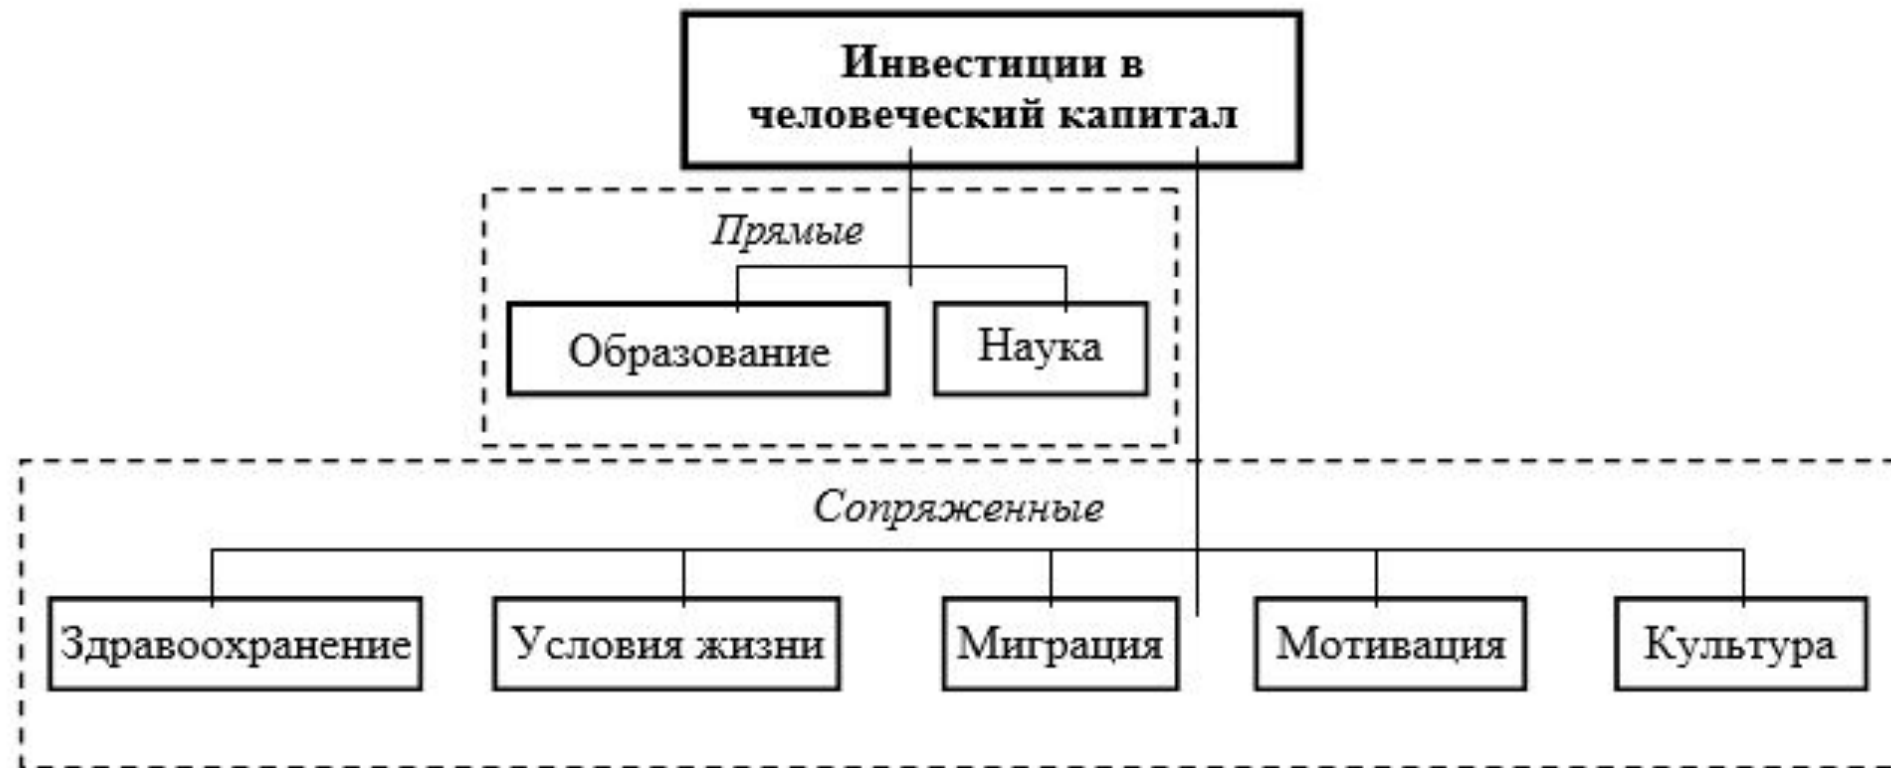 Инвестиции в
человеческий капитал
Прямые
Образование
Наука
Сопряженные
Здравоохранение
Условия жизни
Миграция
Мотивация
Культура